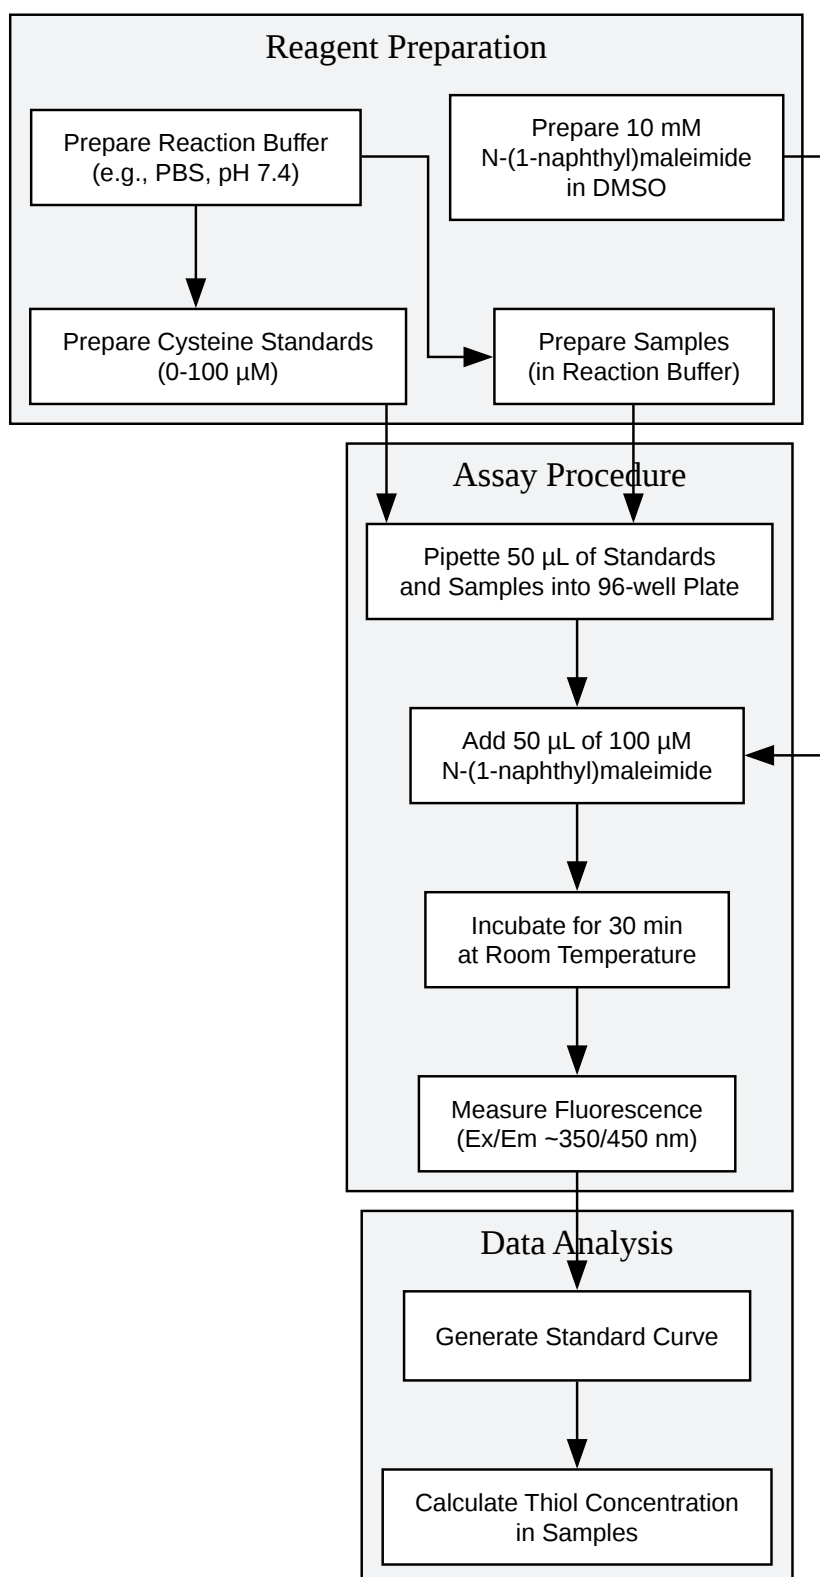 Reagent Preparation
Prepare Reaction Buffer
(e.g., PBS, pH 7.4)
Prepare 10 mM
N-(1-naphthyl)maleimide
in DMSO
Prepare Cysteine Standards
(0-100 µM)
Prepare Samples
(in Reaction Buffer)
Assay Procedure
Pipette 50 µL of Standards
and Samples into 96-well Plate
Add 50 µL of 100 µM
N-(1-naphthyl)maleimide
Incubate for 30 min
at Room Temperature
Measure Fluorescence
(Ex/Em ~350/450 nm)
Data Analysis
Generate Standard Curve
Calculate Thiol Concentration
in Samples